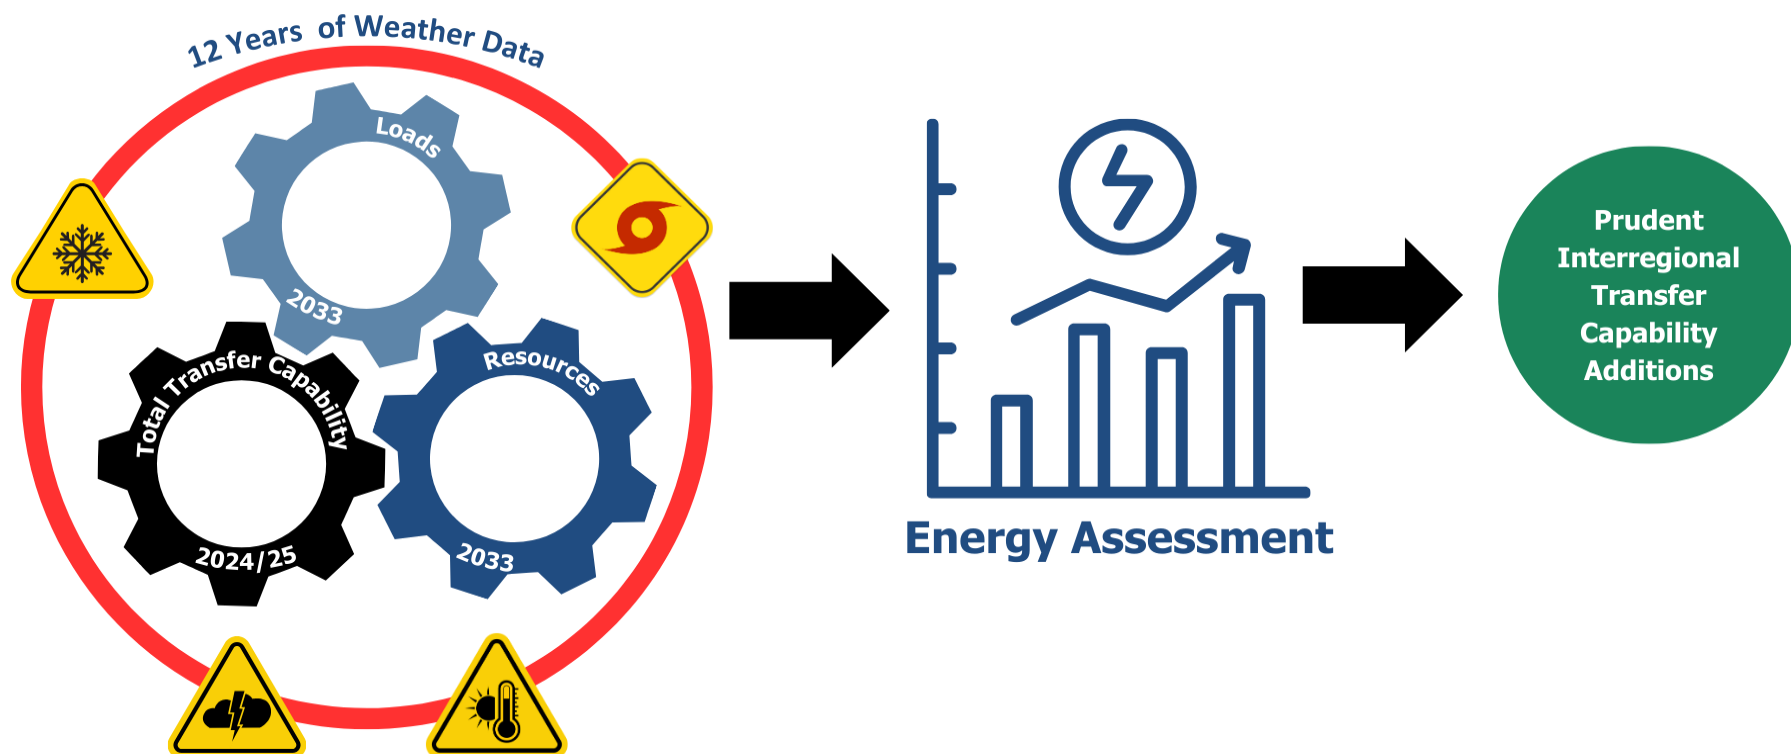 12 Years of Weather Data
Loads
2033
Total Transfer Capability
2024/25
Resources
2033
Energy Assessment
Prudent
Interregional
Transfer
Capability
Additions